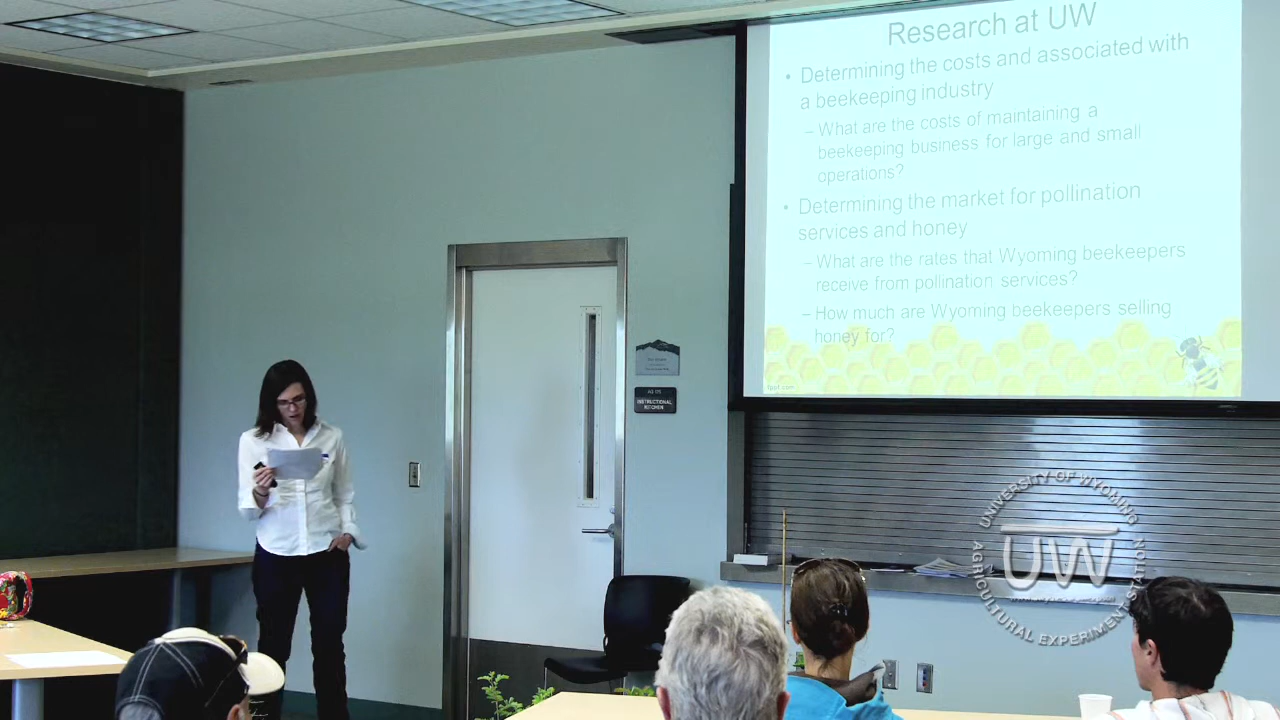 Research at UW
• Determining the costs and associated with
a beekeeping industry
– What are the costs of maintaining a
beekeeping business for large and small
operations?
• Determining the market for pollination
services and honey
– What are the rates that Wyoming beekeepers
receive from pollination services?
– How much are Wyoming beekeepers selling
honey for?
fppt.com
INSTRUCTIONAL
KITCHEN
UNIVERSITY OF WYOMING
UW
AGRICULTURAL EXPERIMENT STATION